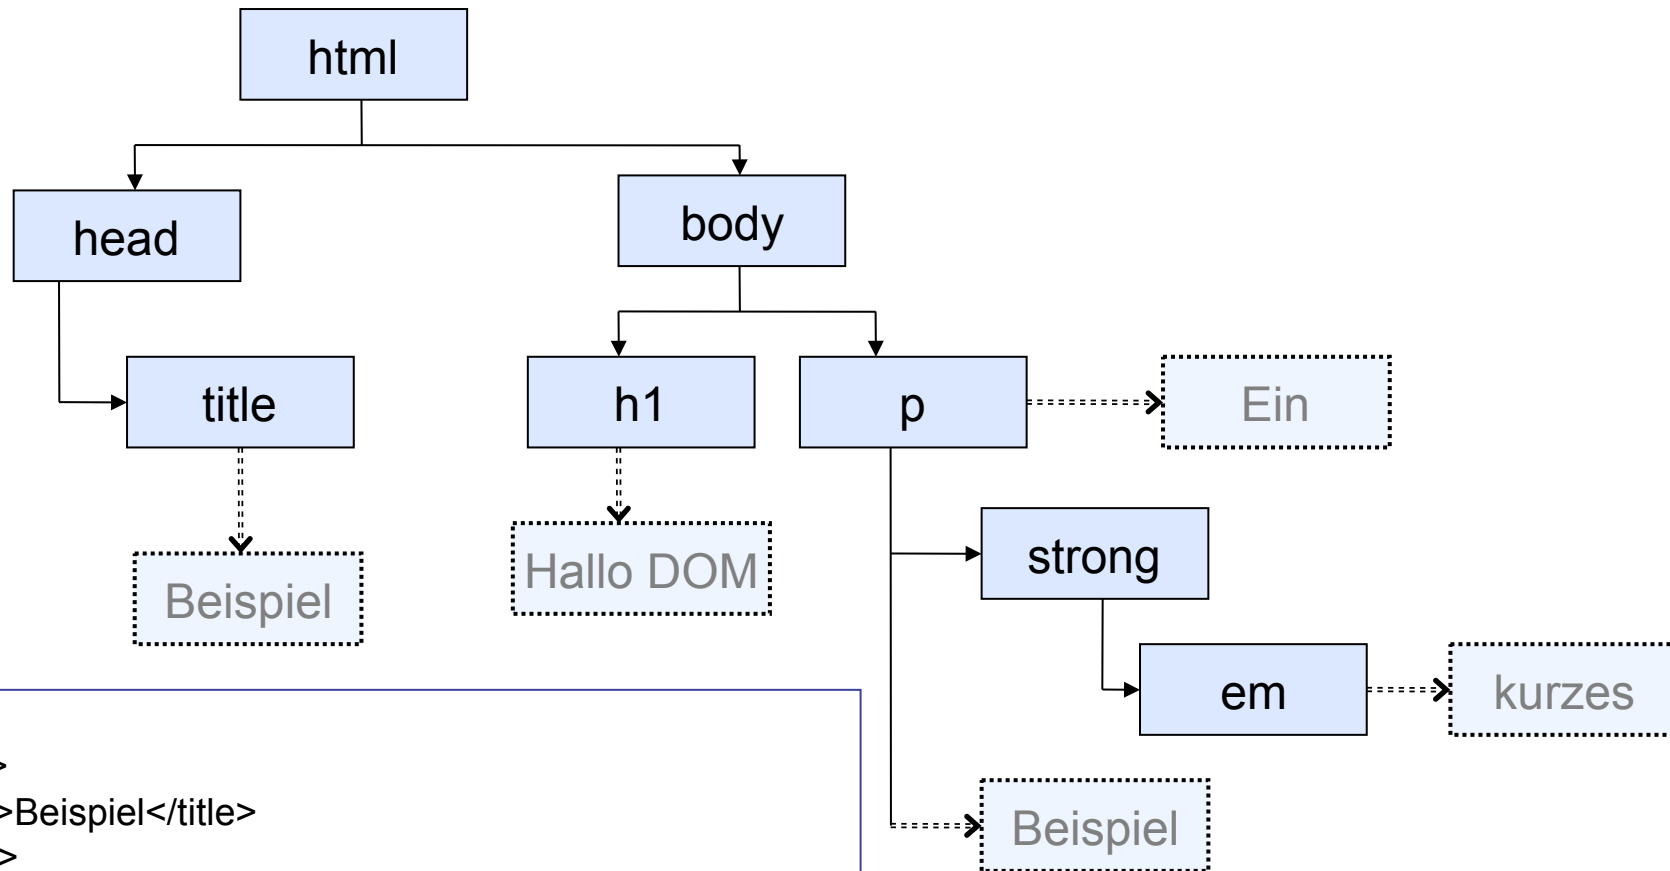 html
head
body
title
h1
p
Ein
strong
Hallo DOM
Beispiel
em
kurzes
>
>Beispiel</title>
>
Beispiel